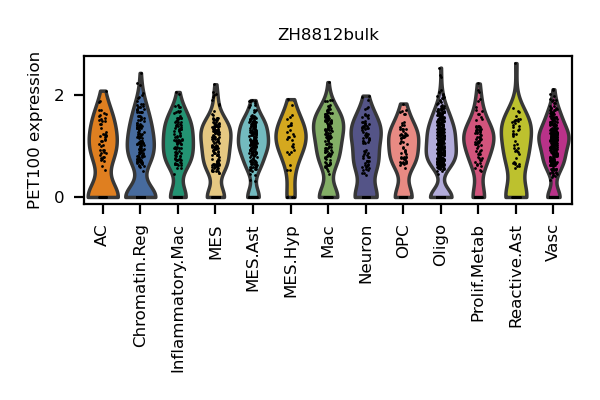 ZH8812bulk
PET100 expression
2
0
AC
Chromatin.Reg
Inflammatory.Mac
MES
MES.Ast
MES.Hyp
Mac
Neuron
OPC
Oligo
Prolif.Metab
Reactive.Ast
Vasc